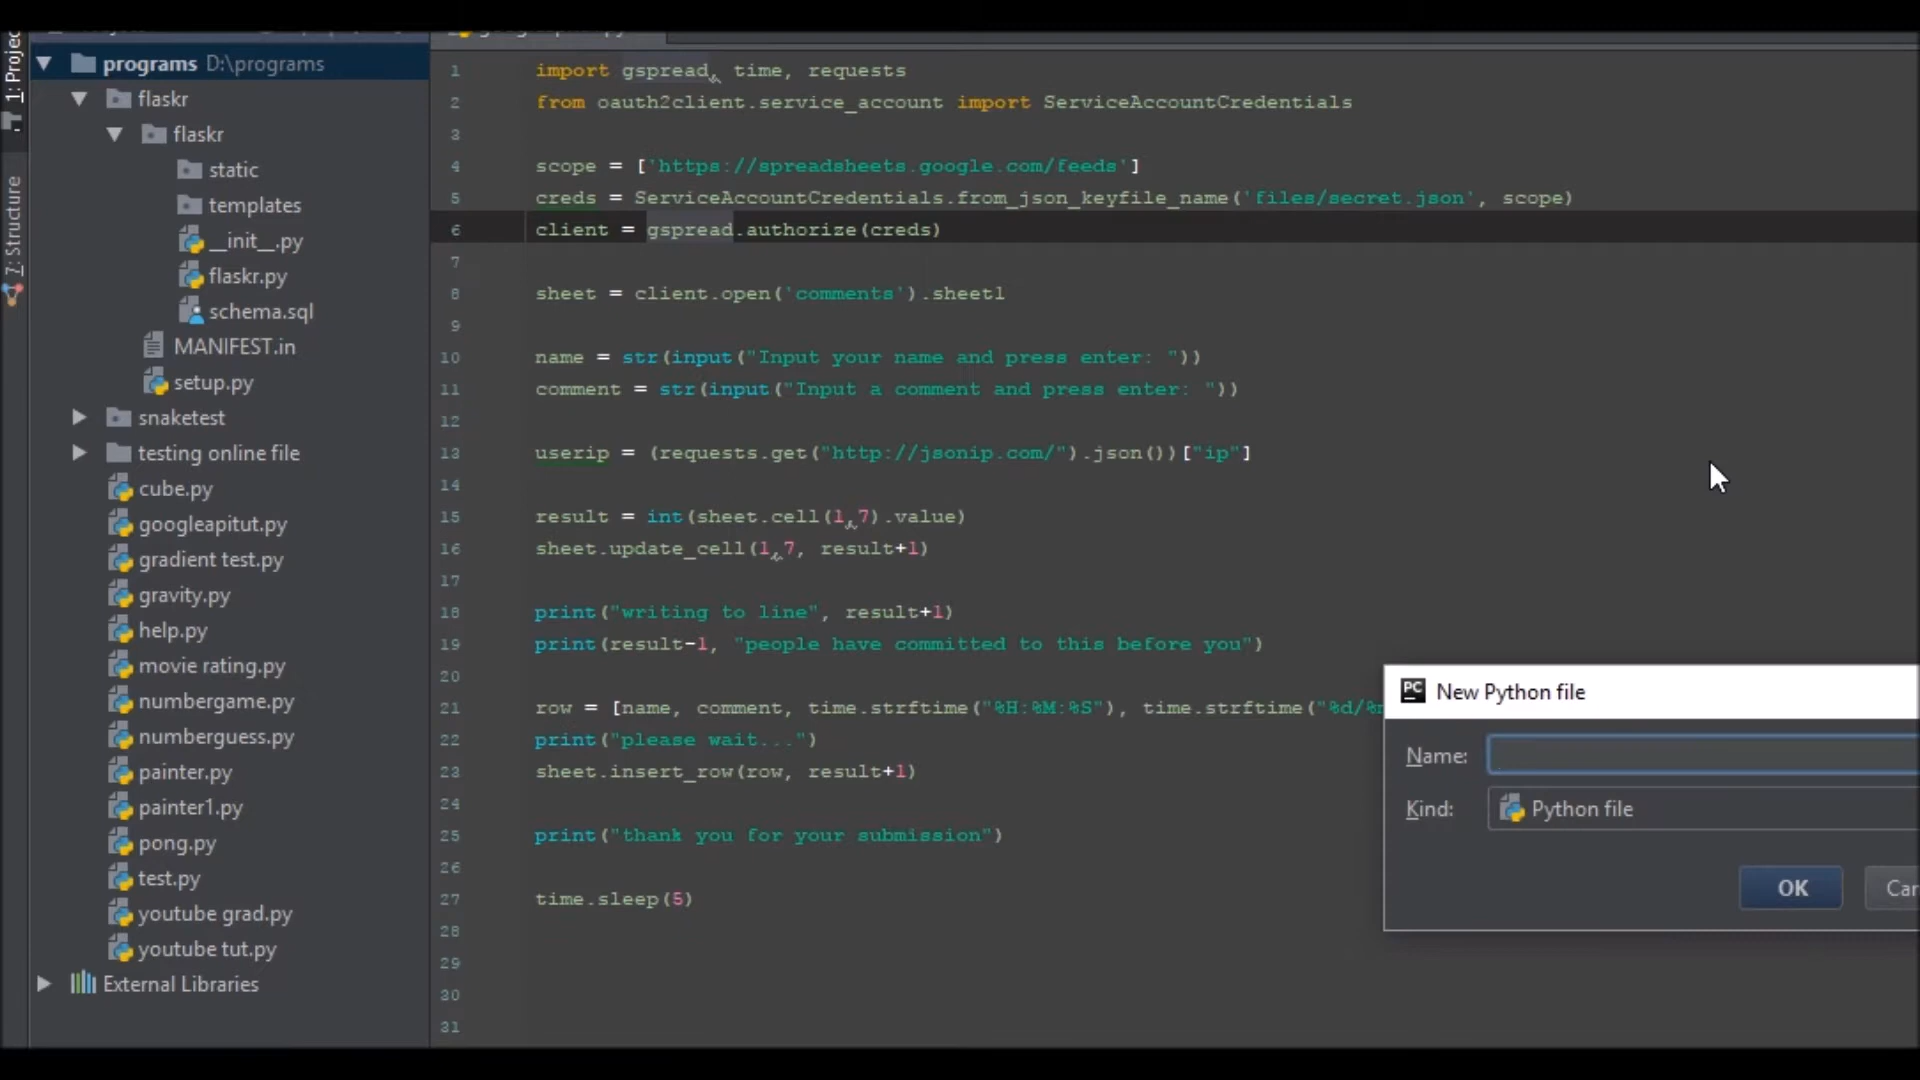 1: Projec
7: Structure
programs D:\programs
flaskr
flaskr
static
templates
__init__.py
flaskr.py
schema.sql
MANIFEST.in
setup.py
snaketest
testing online file
cube.py
googleapitut.py
gradient test.py
gravity.py
help.py
movie rating.py
numbergame.py
numberguess.py
painter.py
painter1.py
pong.py
test.py
youtube grad.py
youtube tut.py
External Libraries
1 import gspread, time, requests
2 from oauth2client.service_account import ServiceAccountCredentials
3
4 scope = ['https://spreadsheets.google.com/feeds']
5 creds = ServiceAccountCredentials.from_json_keyfile_name('files/secret.json', scope)
6 client = gspread.authorize(creds)
7
8 sheet = client.open('comments').sheet1
9
10 name = str(input("Input your name and press enter: "))
11 comment = str(input("Input a comment and press enter: "))
12
13 userip = (requests.get("http://jsonip.com/").json())["ip"]
14
15 result = int(sheet.cell(1,7).value)
16 sheet.update_cell(1,7, result+1)
17
18 print("writing to line", result+1)
19 print(result-1, "people have committed to this before you")
20
21 row = [name, comment, time.strftime("%H:%M:%S"), time.strftime("%d/%
22 print("please wait...")
23 sheet.insert_row(row, result+1)
24
25 print("thank you for your submission")
26
27 time.sleep(5)
28
29
30
31
PC New Python file
Name:
Kind: Python file
OK
Can